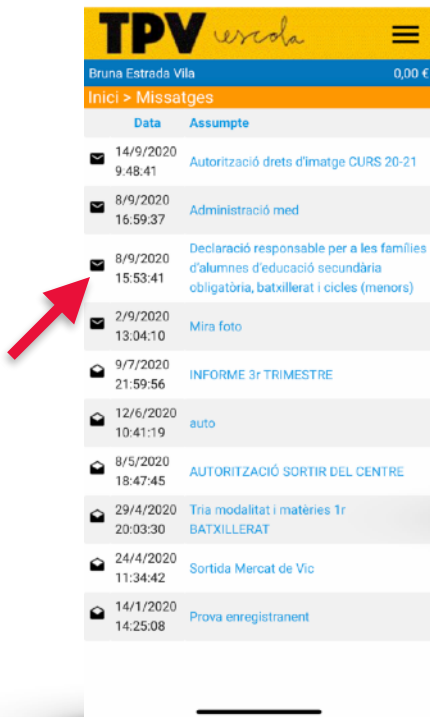 TPV escola
Bruna Estrada Vila 0,00 €
Inici > Missatges
Data Assumpte
14/9/2020
9:48:41
Autorització drets d'imatge CURS 20-21
8/9/2020
16:59:37
Administració med
8/9/2020
15:53:41
Declaració responsable per a les famílies
d'alumnes d'educació secundària
obligatòria, batxillerat i cicles (menors)
2/9/2020
13:04:10
Mira foto
9/7/2020
21:59:56
INFORME 3r TRIMESTRE
12/6/2020
10:41:19
auto
8/5/2020
18:47:45
AUTORITZACIÓ SORTIR DEL CENTRE
29/4/2020
20:03:30
Tria modalitat i matèries 1r
BATXILLERAT
24/4/2020
11:34:42
Sortida Mercat de Vic
14/1/2020
14:25:08
Prova enregistranent